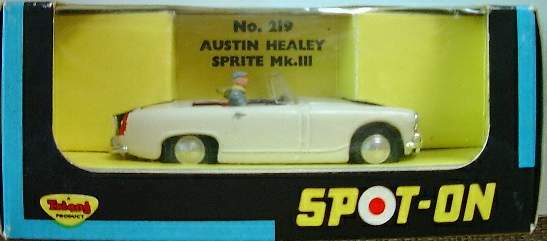 No. 219
AUSTIN HEALEY
SPRITE Mk.III
SPOT-ON
A
Tri-ang
PRODUCT